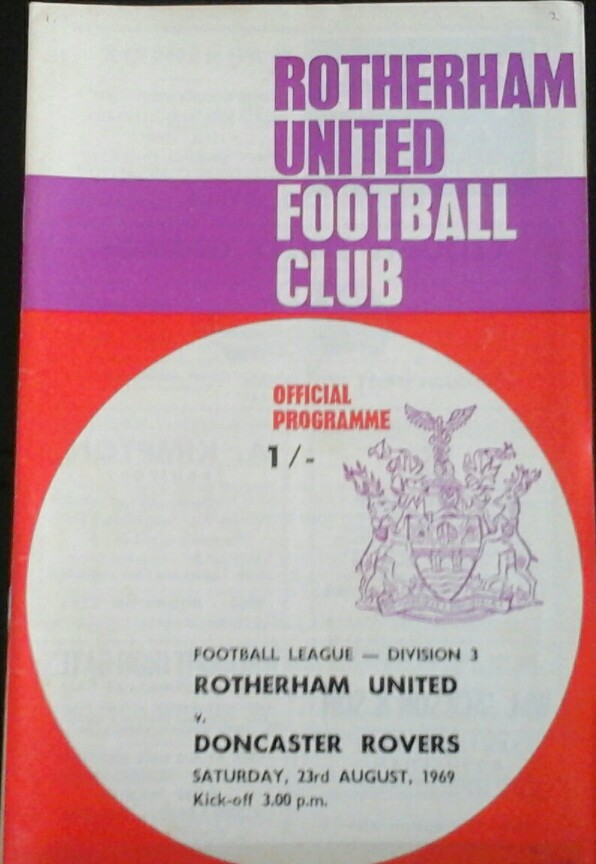 ROTHERHAM
UNITED
FOOTBALL
CLUB
OFFICIAL
PROGRAMME
1/-
FOOTBALL LEAGUE — DIVISION 3
ROTHERHAM UNITED
v.
DONCASTER ROVERS
SATURDAY, 23rd AUGUST, 1969
Kick-off 3.00 p.m.